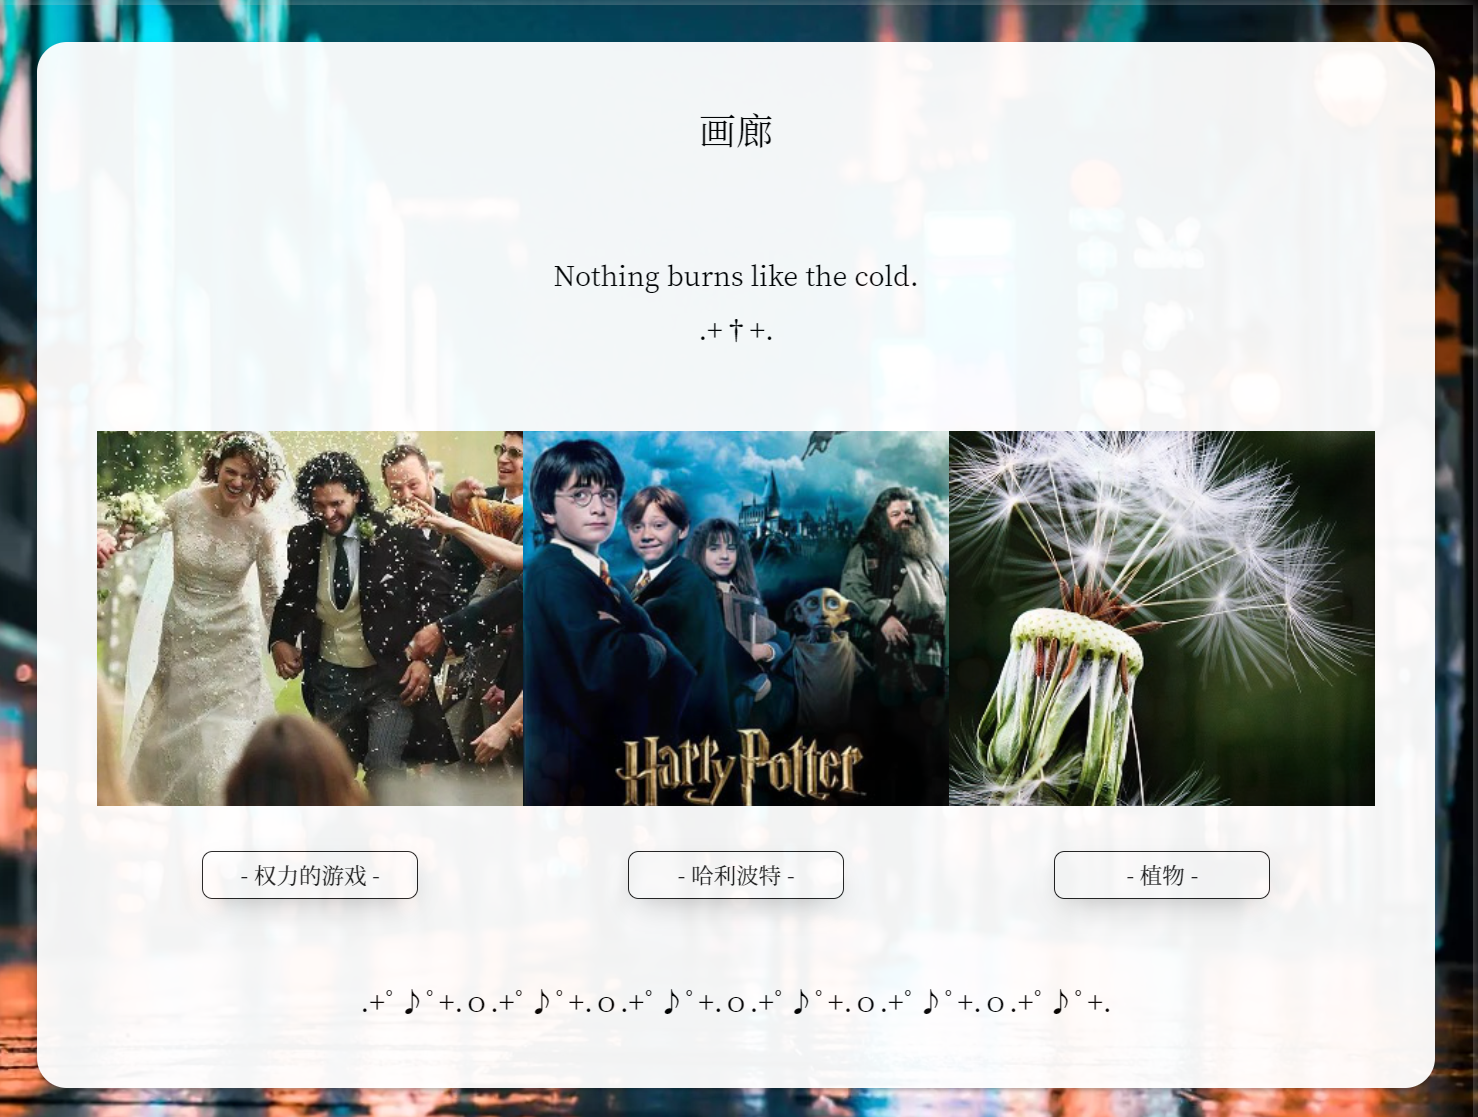 画廊
Nothing burns like the cold.
.+ † +.
Harry Potter
- 权力的游戏 -
- 哈利波特 -
- 植物 -
.+ﾟ♪ﾟ+.o.+ﾟ♪ﾟ+.o.+ﾟ♪ﾟ+.o.+ﾟ♪ﾟ+.o.+ﾟ♪ﾟ+.o.+ﾟ♪ﾟ+.